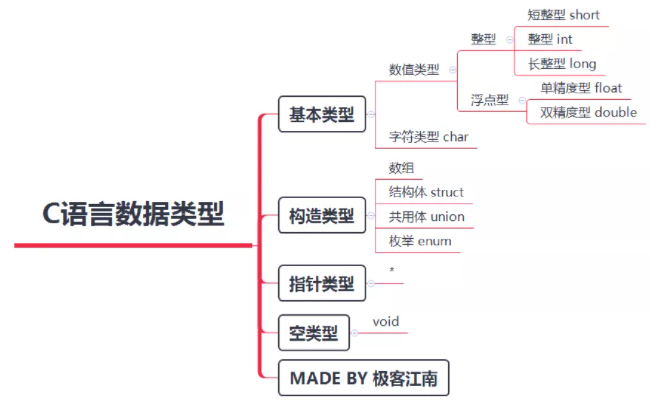 C语言数据类型
基本类型
数值类型
整型
短整型 short
整型 int
长整型 long
浮点型
单精度型 float
双精度型 double
字符类型 char
构造类型
数组
结构体 struct
共用体 union
枚举 enum
指针类型
*
空类型
void
MADE BY 极客江南